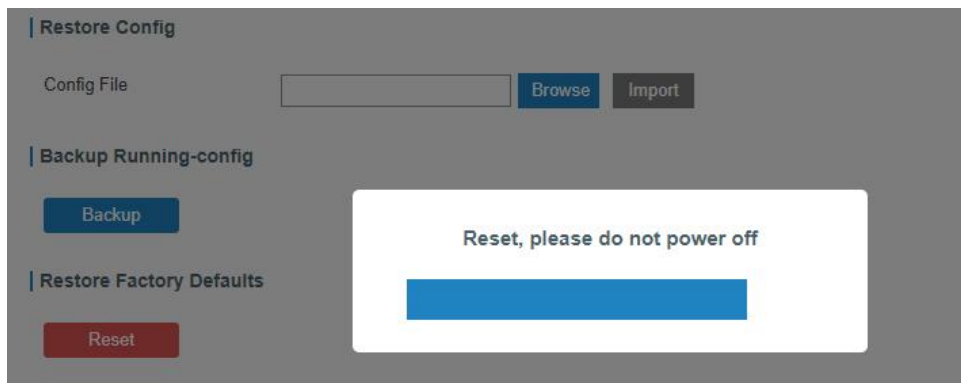 Restore Config
Config File
Browse
Import
Backup Running-config
Backup
Reset, please do not power off
Restore Factory Defaults
Reset